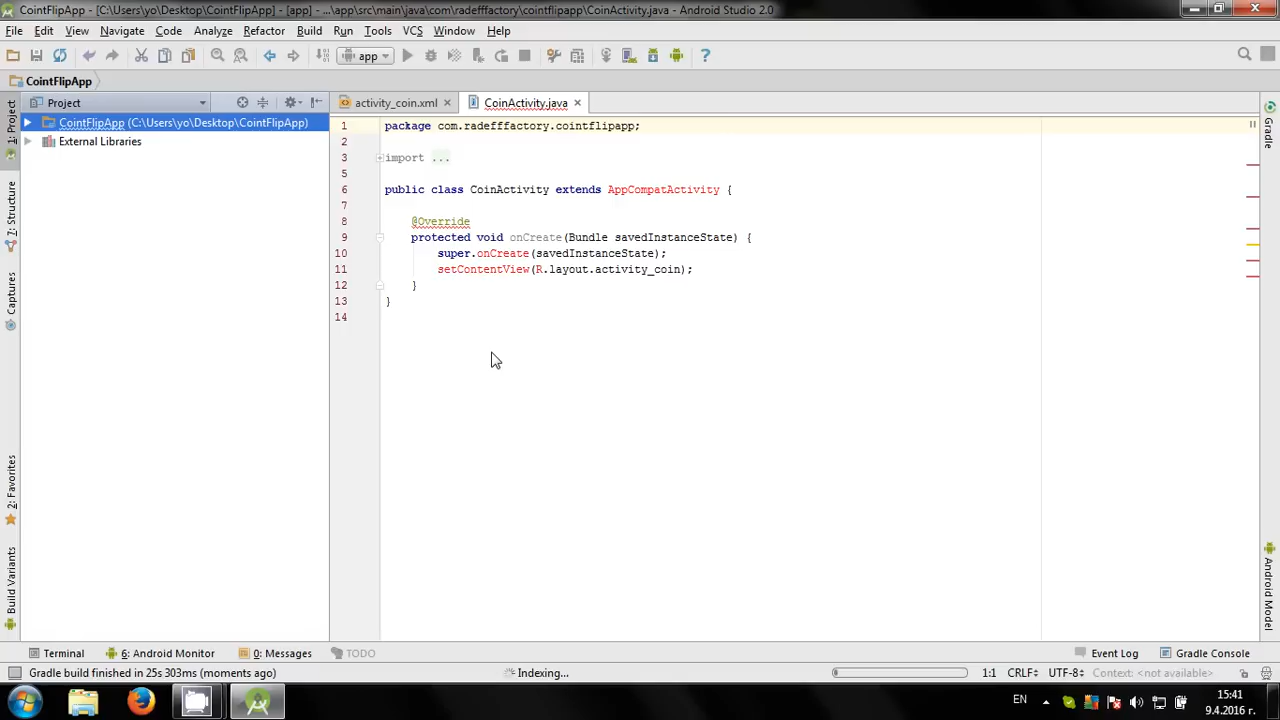 CointFlipApp - [C:\Users\yo\Desktop\CointFlipApp] - [app] - ...\app\src\main\java\com\radefffactory\cointflipapp\CoinActivity.java - Android Studio 2.0
File Edit View Navigate Code Analyze Refactor Build Run Tools VCS Window Help
app
CointFlipApp
Project
activity_coin.xml
CoinActivity.java
CointFlipApp (C:\Users\yo\Desktop\CointFlipApp)
External Libraries
1: Project
7: Structure
Captures
2: Favorites
Build Variants
1 package com.radefffactory.cointflipapp;
2
3 import ...
5
6 public class CoinActivity extends AppCompatActivity {
7
8 @Override
9 protected void onCreate(Bundle savedInstanceState) {
10 super.onCreate(savedInstanceState);
11 setContentView(R.layout.activity_coin);
12 }
13 }
14
Gradle
Android Model
Terminal 6: Android Monitor 0: Messages TODO Event Log Gradle Console
Gradle build finished in 25s 303ms (moments ago) Indexing... 1:1 CRLF UTF-8 Context: <not available>
EN 15:41
9.4.2016 г.